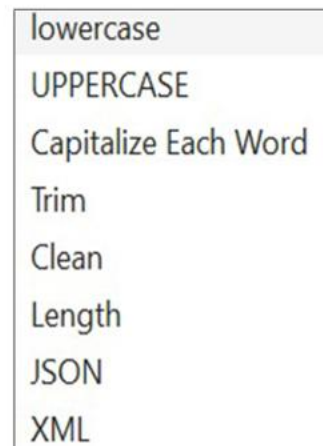 lowercase
UPPERCASE
Capitalize Each Word
Trim
Clean
Length
JSON
XML